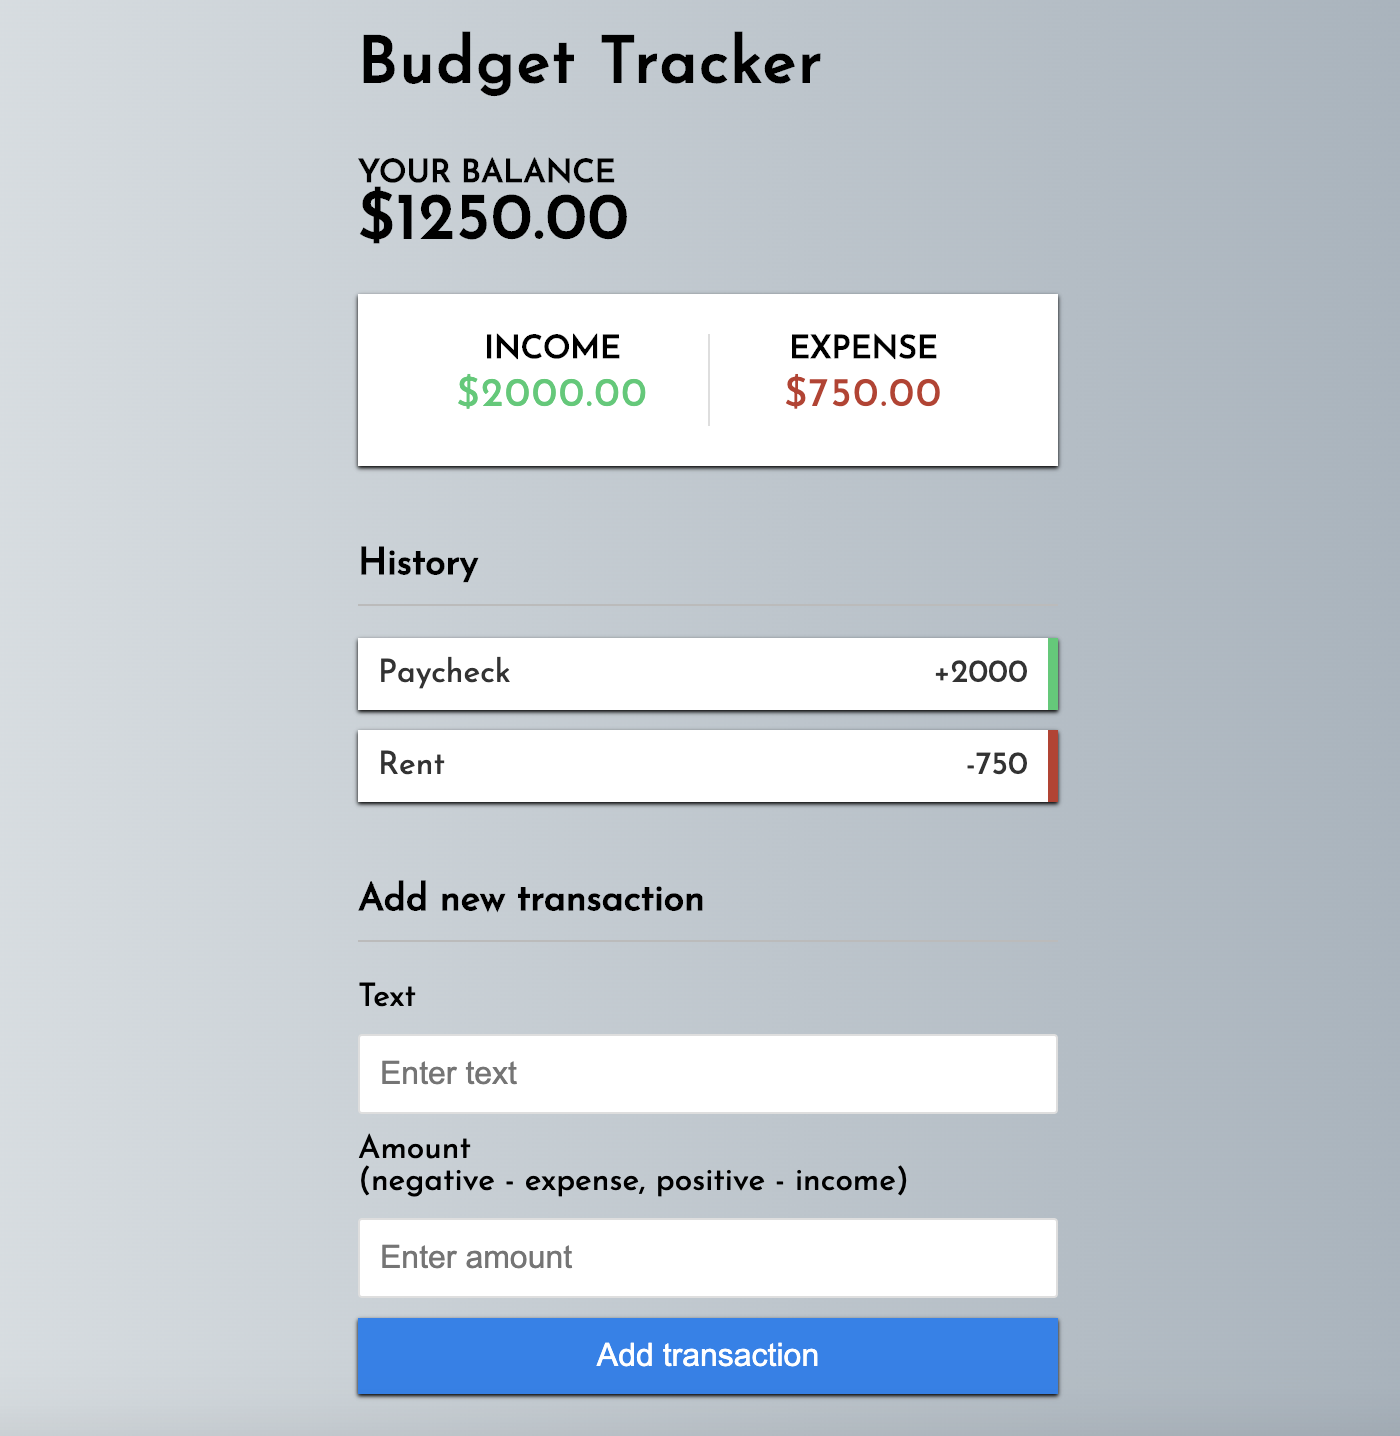 Budget Tracker
YOUR BALANCE
$1250.00
INCOME
$2000.00
EXPENSE
$750.00
History
Paycheck +2000
Rent -750
Add new transaction
Text
Enter text
Amount
(negative - expense, positive - income)
Enter amount
Add transaction